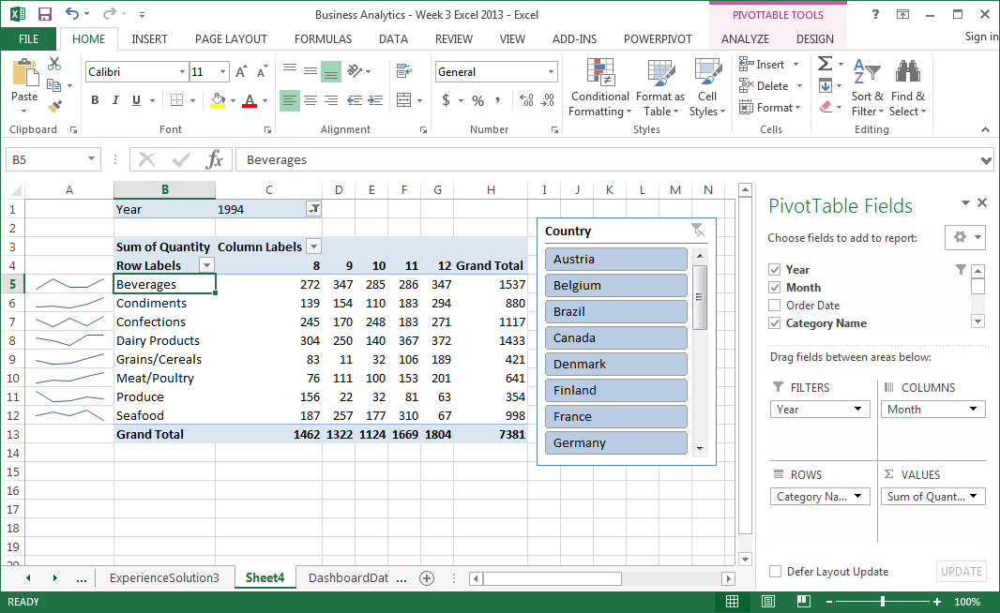 Business Analytics - Week 3 Excel 2013 - Excel
PIVOTTABLE TOOLS
?
FILE HOME INSERT PAGE LAYOUT FORMULAS DATA REVIEW VIEW ADD-INS POWERPIVOT ANALYZE DESIGN Sign in
Paste
Calibri 11
B I U A
General
$ % ,
Conditional Formatting
Format as Table
Cell Styles
Insert
Delete
Format
Sort & Filter
Find & Select
Clipboard Font Alignment Number Styles Cells Editing
B5 fx Beverages
A B C D E F G H I J K L M N
1 Year 1994
2
3 Sum of Quantity Column Labels
4 Row Labels 8 9 10 11 12 Grand Total
5 Beverages 272 347 285 286 347 1537
6 Condiments 139 154 110 183 294 880
7 Confections 245 170 248 183 271 1117
8 Dairy Products 304 250 140 367 372 1433
9 Grains/Cereals 83 11 32 106 189 421
10 Meat/Poultry 76 111 100 153 201 641
11 Produce 156 22 32 81 63 354
12 Seafood 187 257 177 310 67 998
13 Grand Total 1462 1322 1124 1669 1804 7381
14
15
16
17
18
19
20
Country
Austria
Belgium
Brazil
Canada
Denmark
Finland
France
Germany
PivotTable Fields
Choose fields to add to report:
Year
Month
Order Date
Category Name
Drag fields between areas below:
FILTERS
Year
COLUMNS
Month
ROWS
Category Na...
Σ VALUES
Sum of Quant...
Defer Layout Update UPDATE
... ExperienceSolution3 Sheet4 DashboardDat ...
READY 100%